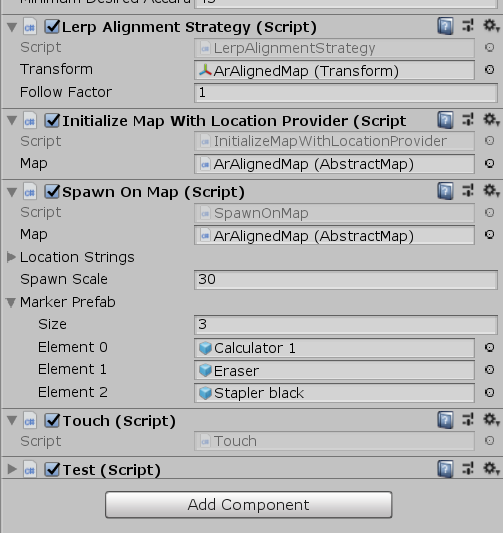 Minimum Desired Accura
Lerp Alignment Strategy (Script)
Script LerpAlignmentStrategy
Transform ArAlignedMap (Transform)
Follow Factor 1
Initialize Map With Location Provider (Script
Script InitializeMapWithLocationProvider
Map ArAlignedMap (AbstractMap)
Spawn On Map (Script)
Script SpawnOnMap
Map ArAlignedMap (AbstractMap)
Location Strings
Spawn Scale 30
Marker Prefab
Size 3
Element 0 Calculator 1
Element 1 Eraser
Element 2 Stapler black
Touch (Script)
Script Touch
Test (Script)
Add Component